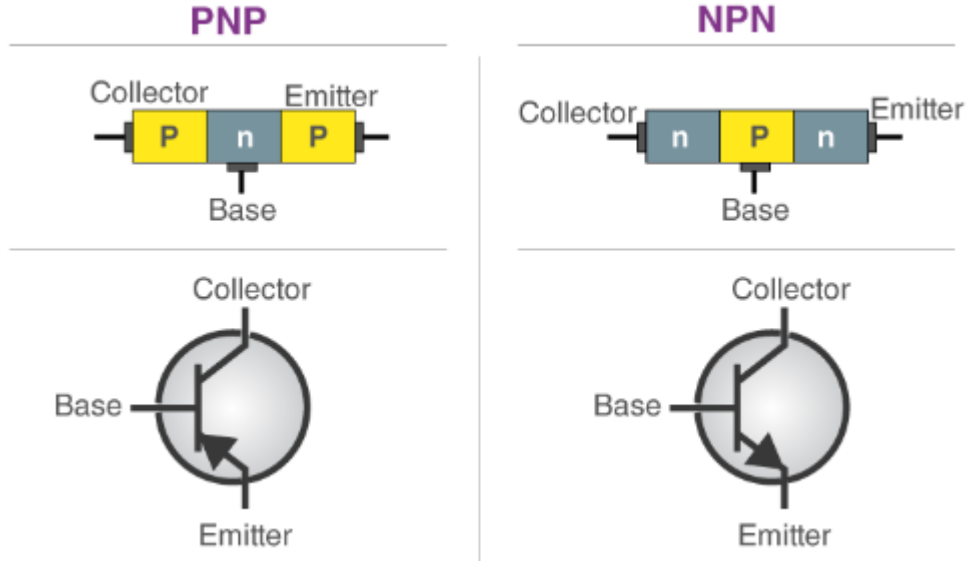 PNP
Collector
Emitter
P
n
P
Base
Collector
Base
Emitter
NPN
Collector
Emitter
n
P
n
Base
Collector
Base
Emitter